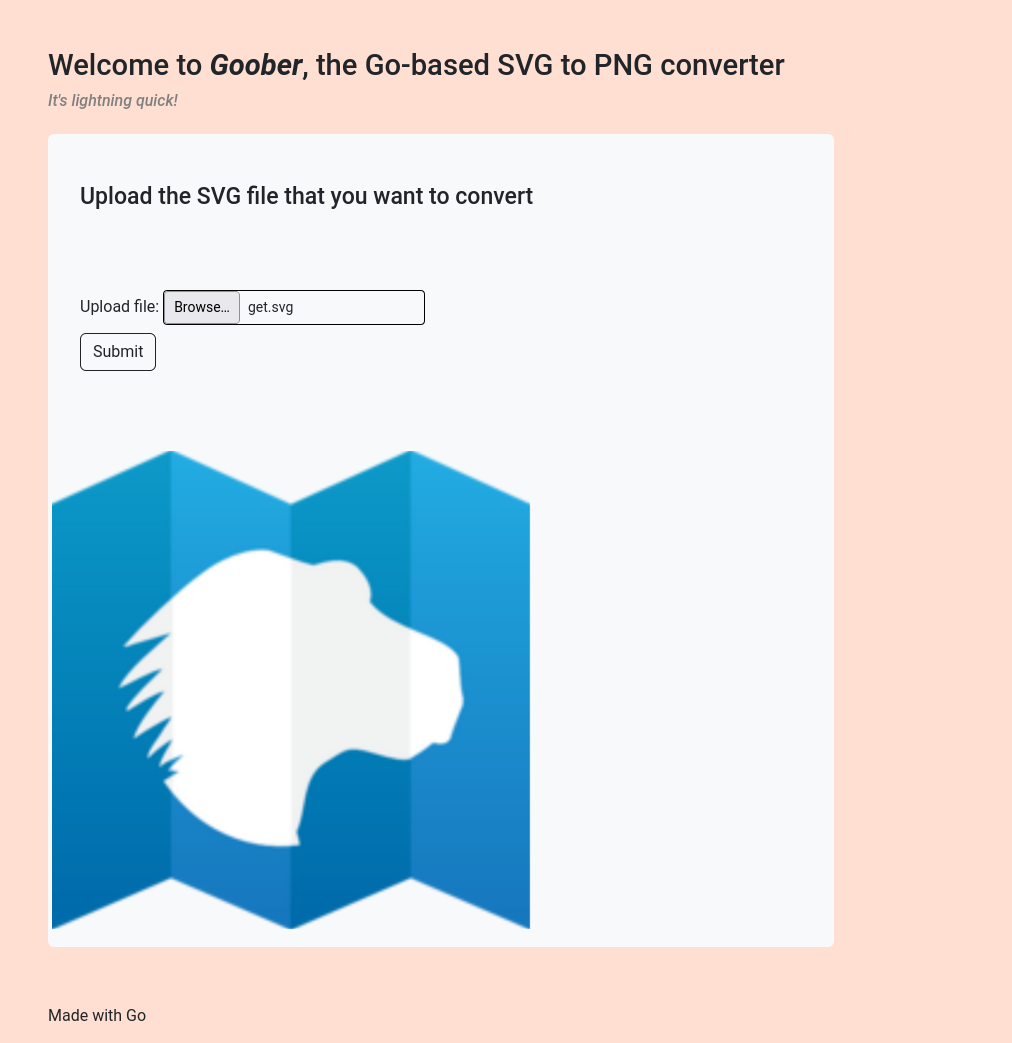 Welcome to Goober, the Go-based SVG to PNG converter
It's lightning quick!
Upload the SVG file that you want to convert
Upload file: Browse… get.svg
Submit
Made with Go